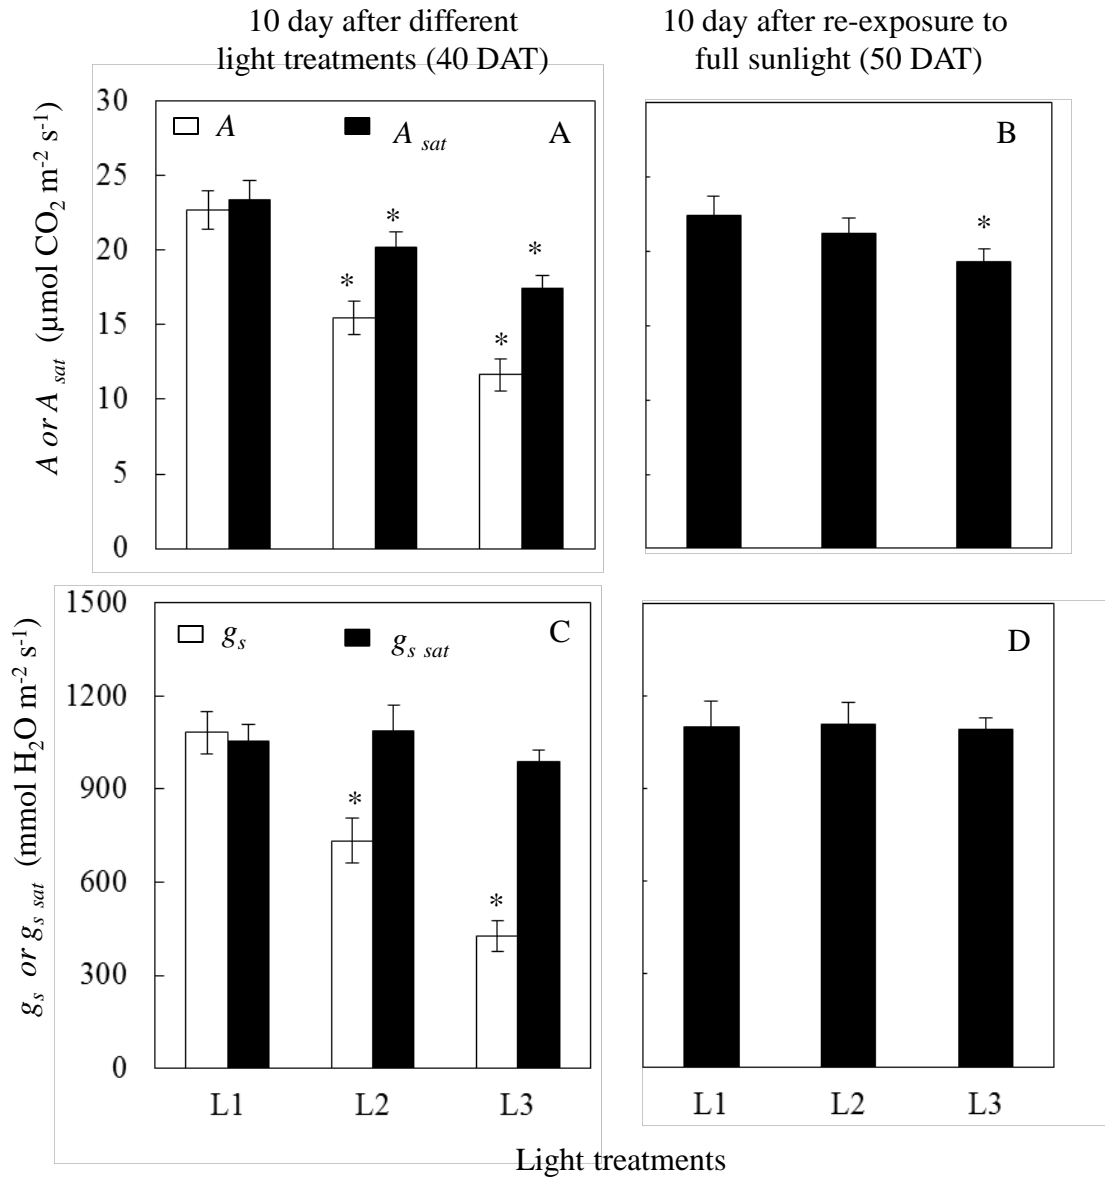 10 day after different
light treatments (40 DAT)
10 day after re-exposure to
full sunlight (50 DAT)
A or A sat (μmol CO2 m-2 s-1)
30
25
20
15
10
5
0
A
A sat
A
*
*
*
*
B
*
gs or gs sat (mmol H2O m-2 s-1)
1500
1200
900
600
300
0
gs
gs sat
C
*
*
D
L1 L2 L3
L1 L2 L3
Light treatments